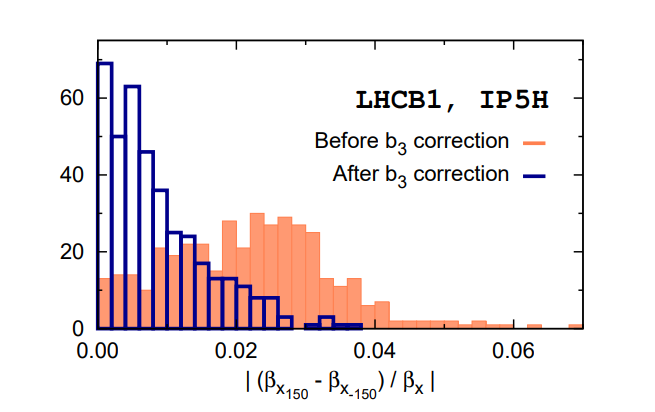 LHCB1, IP5H
Before b3 correction
After b3 correction
60
40
20
0
0.00 0.02 0.04 0.06
| (βx150 - βx-150) / βx |